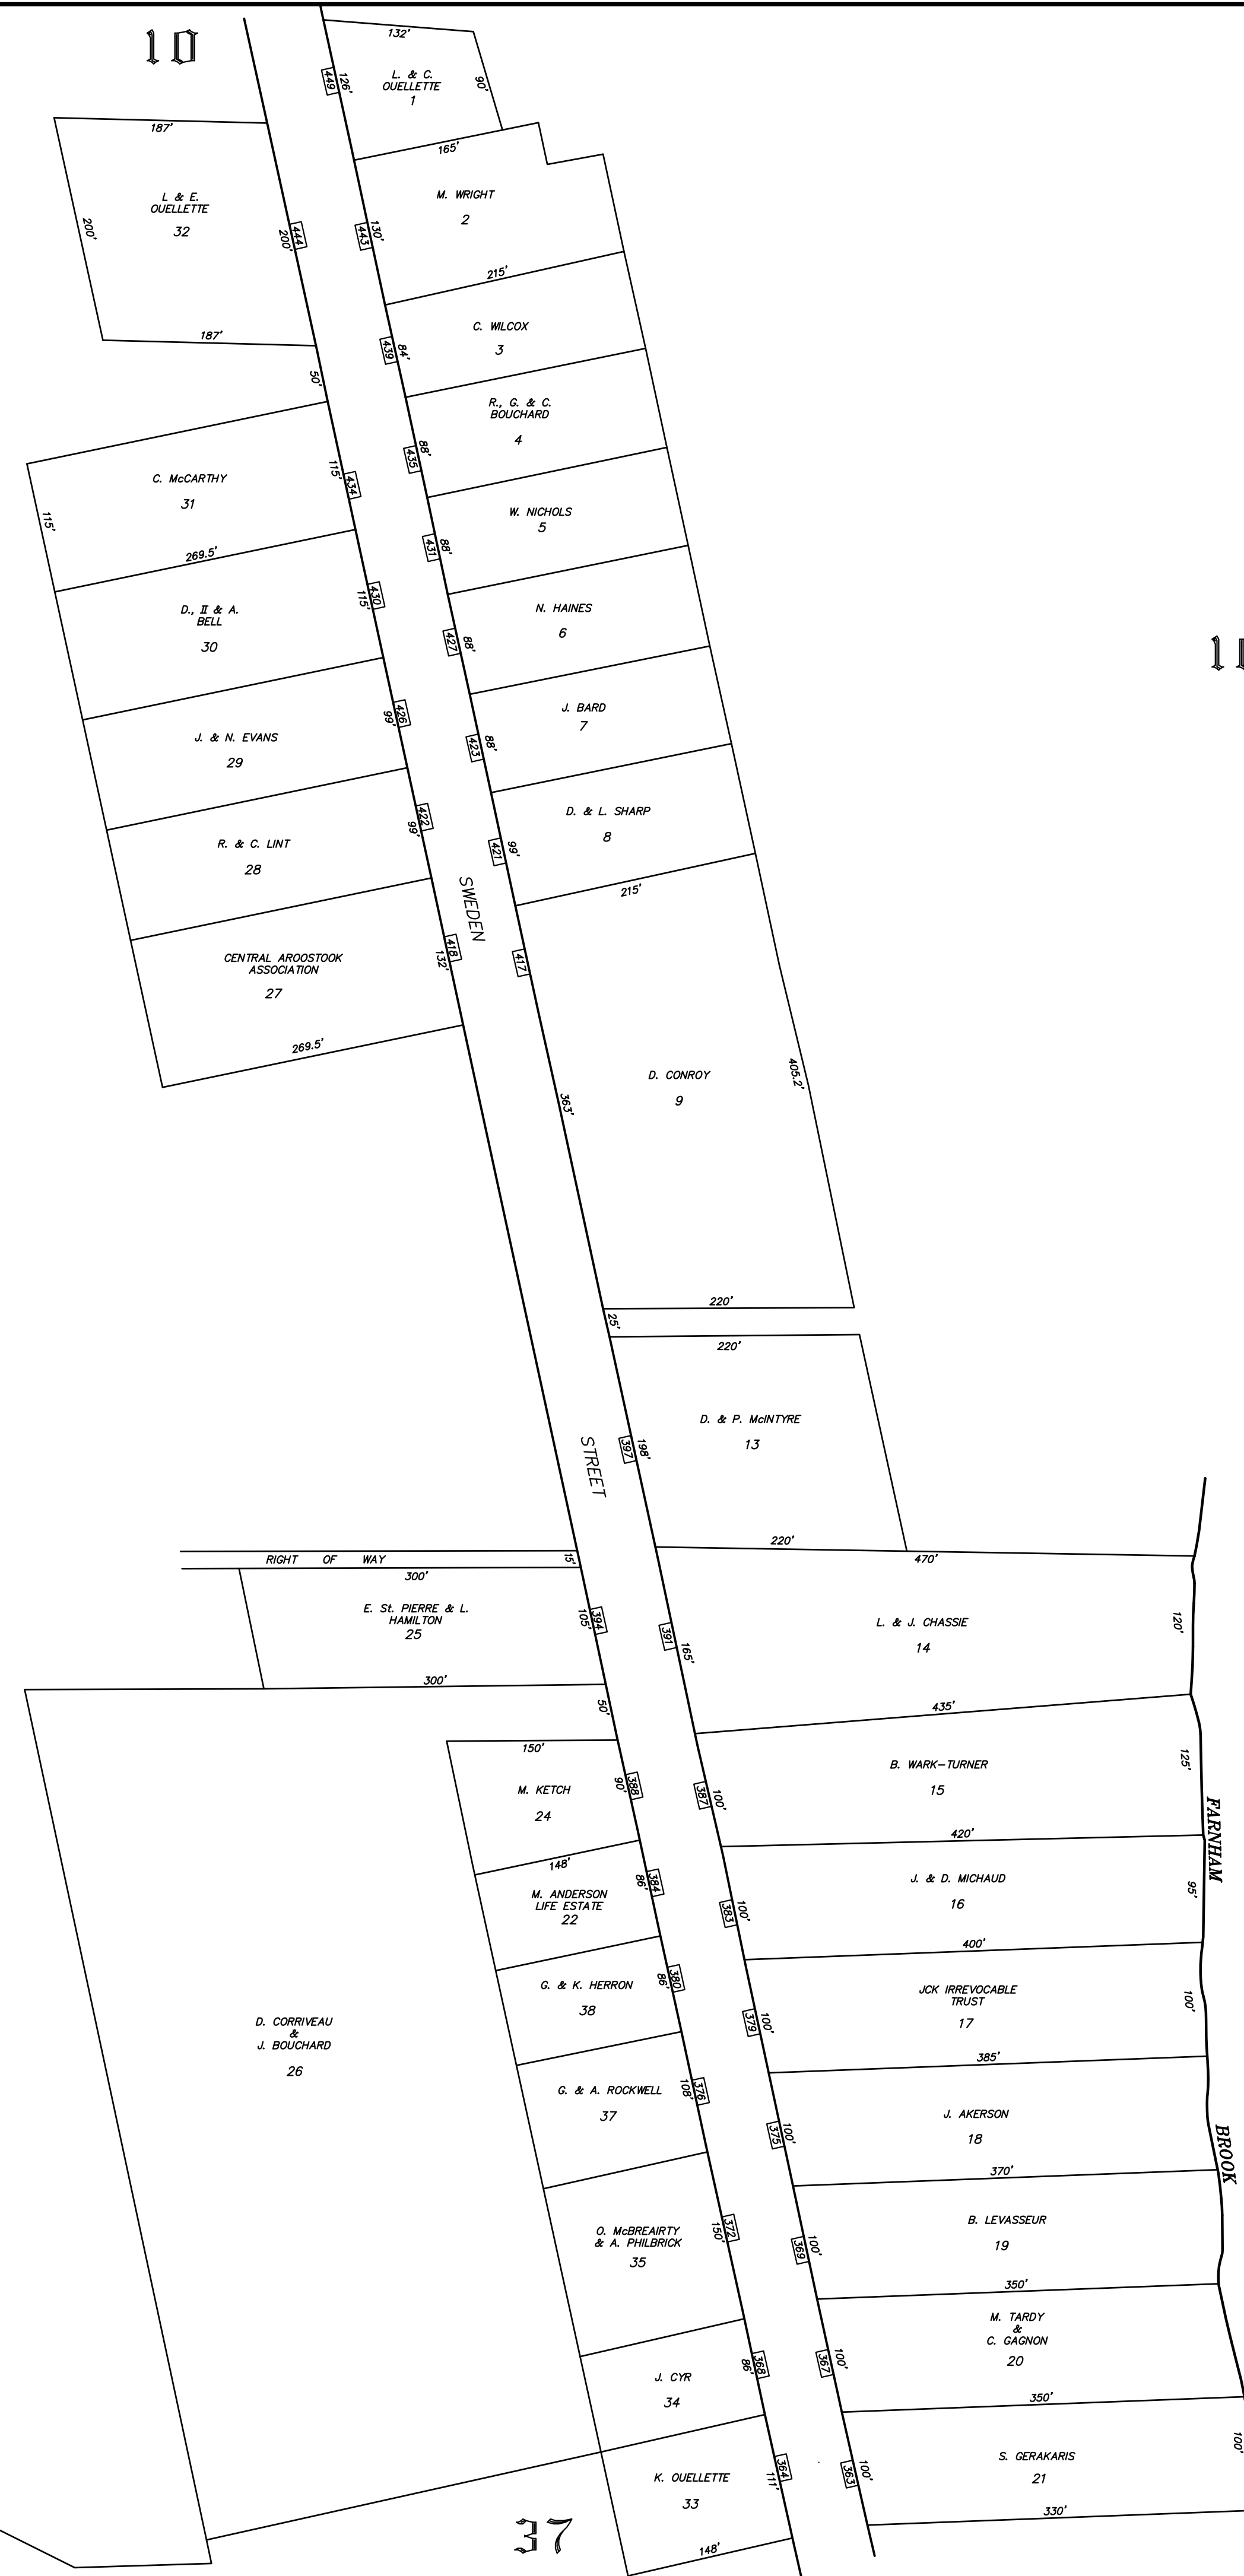 10
132'
449
126'
L. & C.
OUELLETTE
1
90'
187'
165'
L & E.
OUELLETTE
32
200'
444
200'
443
130'
M. WRIGHT
2
215'
187'
50'
439
84'
C. WILCOX
3
R., G. & C.
BOUCHARD
4
435
88'
C. McCARTHY
31
115'
434
115'
269.5'
W. NICHOLS
5
431
88'
D., II & A.
BELL
30
430
115'
N. HAINES
6
427
88'
1
J. & N. EVANS
29
426
99'
J. BARD
7
423
88'
R. & C. LINT
28
422
99'
D. & L. SHARP
8
421
99'
215'
SWEDEN
CENTRAL AROOSTOOK
ASSOCIATION
27
418
132'
417
269.5'
D. CONROY
9
405.2'
363'
220'
25'
220'
D. & P. McINTYRE
13
397
198'
STREET
220'
470'
RIGHT OF WAY
15'
300'
E. St. PIERRE & L.
HAMILTON
25
394
105'
391
165'
L. & J. CHASSIE
14
120'
300'
50'
435'
150'
M. KETCH
24
388
90'
387
100'
B. WARK-TURNER
15
125'
FARNHAM
420'
148'
M. ANDERSON
LIFE ESTATE
22
384
86'
J. & D. MICHAUD
16
383
100'
95'
400'
G. & K. HERRON
38
380
86'
JCK IRREVOCABLE
TRUST
17
379
100'
100'
385'
D. CORRIVEAU
&
J. BOUCHARD
26
G. & A. ROCKWELL
37
376
108'
J. AKERSON
18
375
100'
BROOK
370'
O. McBREAIRTY
& A. PHILBRICK
35
372
150'
B. LEVASSEUR
19
369
100'
350'
M. TARDY
&
C. GAGNON
20
367
100'
J. CYR
34
368
86'
350'
S. GERAKARIS
21
363
100'
100'
K. OUELLETTE
33
364
111'
330'
37
148'